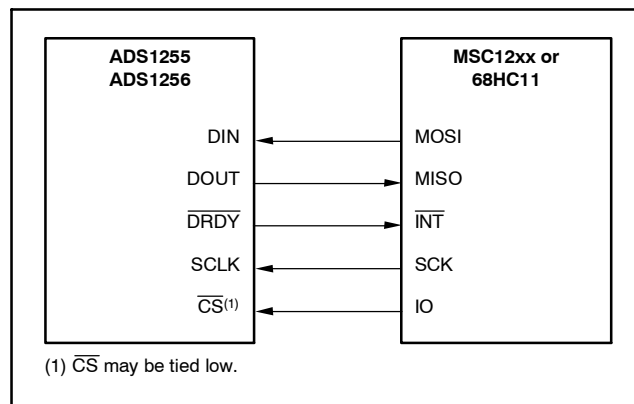 ADS1255
ADS1256
MSC12xx or
68HC11
DIN
MOSI
DOUT
MISO
DRDY
INT
SCLK
SCK
CS(1)
IO
(1) CS may be tied low.